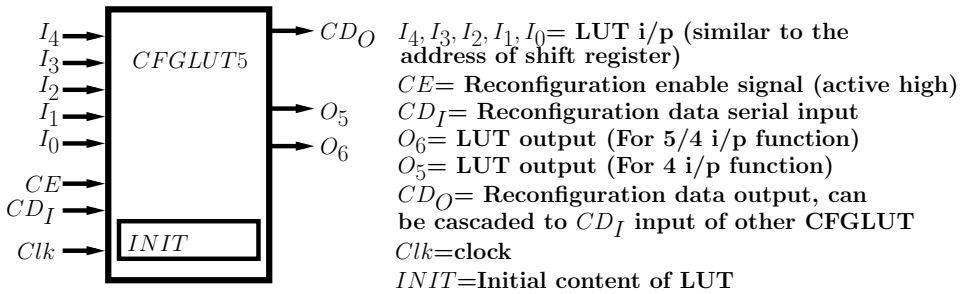 I4
I3
I2
I1
I0
CE
CDI
Clk
CFGLUT5
INIT
CDO
O5
O6
I4, I3, I2, I1, I0= LUT i/p (similar to the
address of shift register)
CE= Reconfiguration enable signal (active high)
CDI= Reconfiguration data serial input
O6= LUT output (For 5/4 i/p function)
O5= LUT output (For 4 i/p function)
CDO= Reconfiguration data output, can
be cascaded to CDI input of other CFGLUT
Clk=clock
INIT=Initial content of LUT